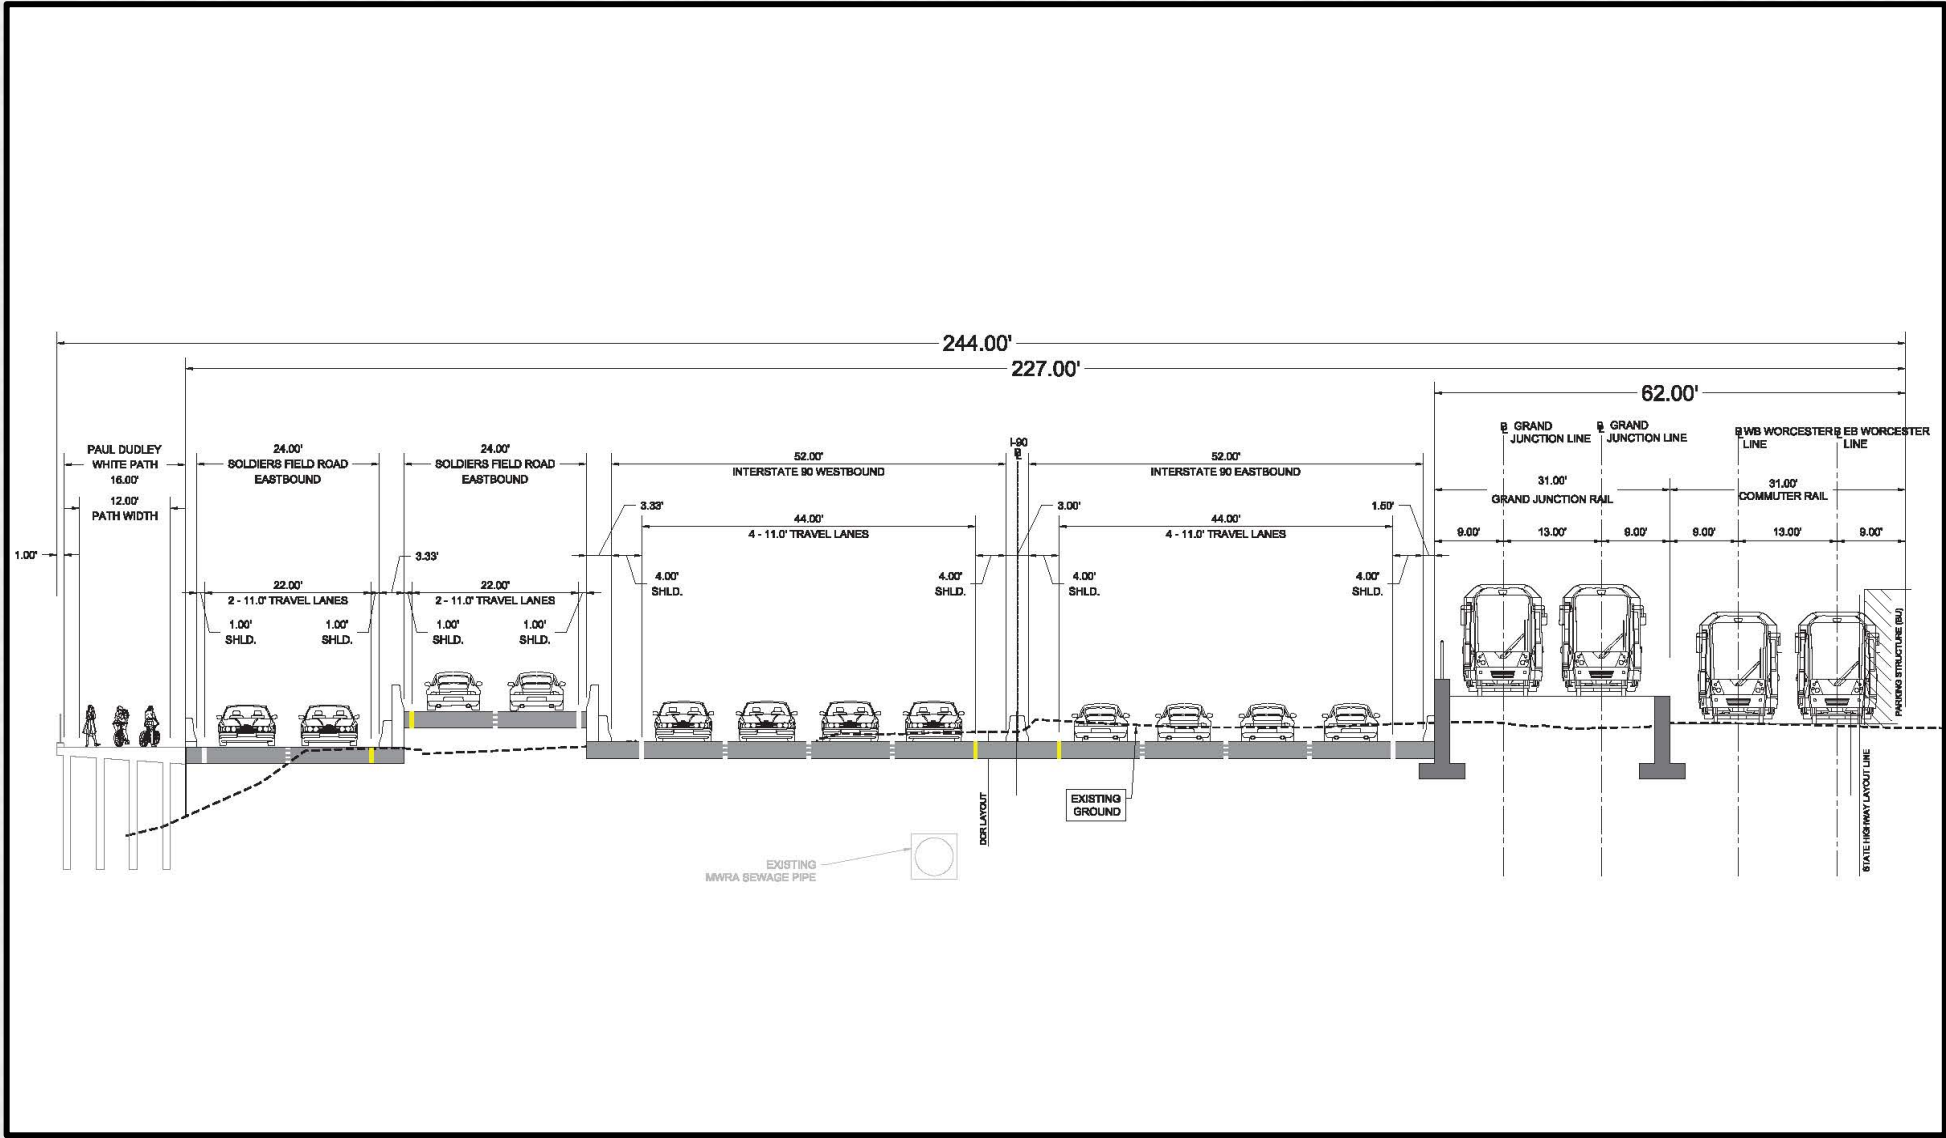 244.00'
227.00'
62.00'
GRAND
JUNCTION LINE
GRAND
JUNCTION LINE
WB WORCESTER
LINE
EB WORCESTER
LINE
PAUL DUDLEY
WHITE PATH
16.00'
12.00'
PATH WIDTH
1.00'
24.00'
SOLDIERS FIELD ROAD
EASTBOUND
22.00'
2 - 11.0' TRAVEL LANES
1.00'
SHLD.
1.00'
SHLD.
3.33'
24.00'
SOLDIERS FIELD ROAD
EASTBOUND
22.00'
2 - 11.0' TRAVEL LANES
1.00'
SHLD.
1.00'
SHLD.
3.33'
52.00'
INTERSTATE 90 WESTBOUND
44.00'
4 - 11.0' TRAVEL LANES
4.00'
SHLD.
4.00'
SHLD.
I-90
3.00'
52.00'
INTERSTATE 90 EASTBOUND
44.00'
4 - 11.0' TRAVEL LANES
4.00'
SHLD.
4.00'
SHLD.
1.50'
31.00'
GRAND JUNCTION RAIL
9.00'
13.00'
9.00'
31.00'
COMMUTER RAIL
9.00'
13.00'
9.00'
PARKING STRUCTURE (BU)
STATE HIGHWAY LAYOUT LINE
DCR LAYOUT
EXISTING
GROUND
EXISTING
MWRA SEWAGE PIPE